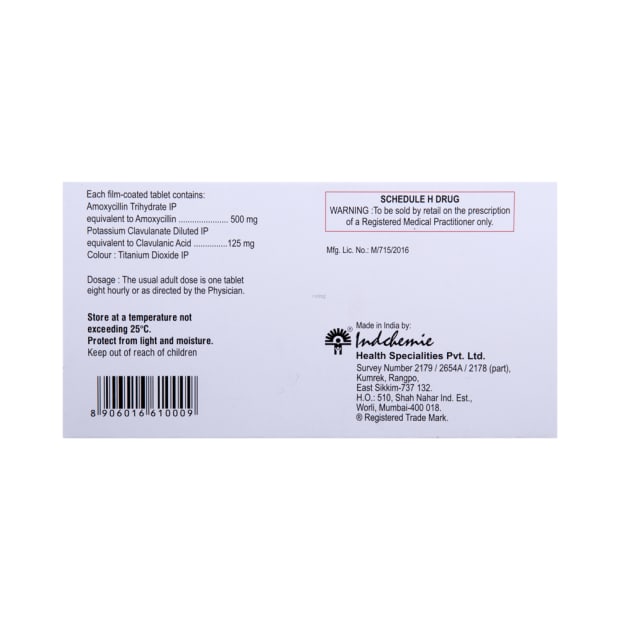 Each film-coated tablet contains:
Amoxycillin Trihydrate IP
equivalent to Amoxycillin ...................... 500 mg
Potassium Clavulanate Diluted IP
equivalent to Clavulanic Acid ...............125 mg
Colour : Titanium Dioxide IP
Dosage : The usual adult dose is one tablet
eight hourly or as directed by the Physician.
Store at a temperature not
exceeding 25°C.
Protect from light and moisture.
Keep out of reach of children
8 906016 610009
SCHEDULE H DRUG
WARNING :To be sold by retail on the prescription
of a Registered Medical Practitioner only.
Mfg. Lic. No.: M/715/2016
®
Made in India by:
Indchemie
Health Specialities Pvt. Ltd.
Survey Number 2179 / 2654A / 2178 (part),
Kumrek, Rangpo,
East Sikkim-737 132.
H.O.: 510, Shah Nahar Ind. Est.,
Worli, Mumbai-400 018.
® Registered Trade Mark.